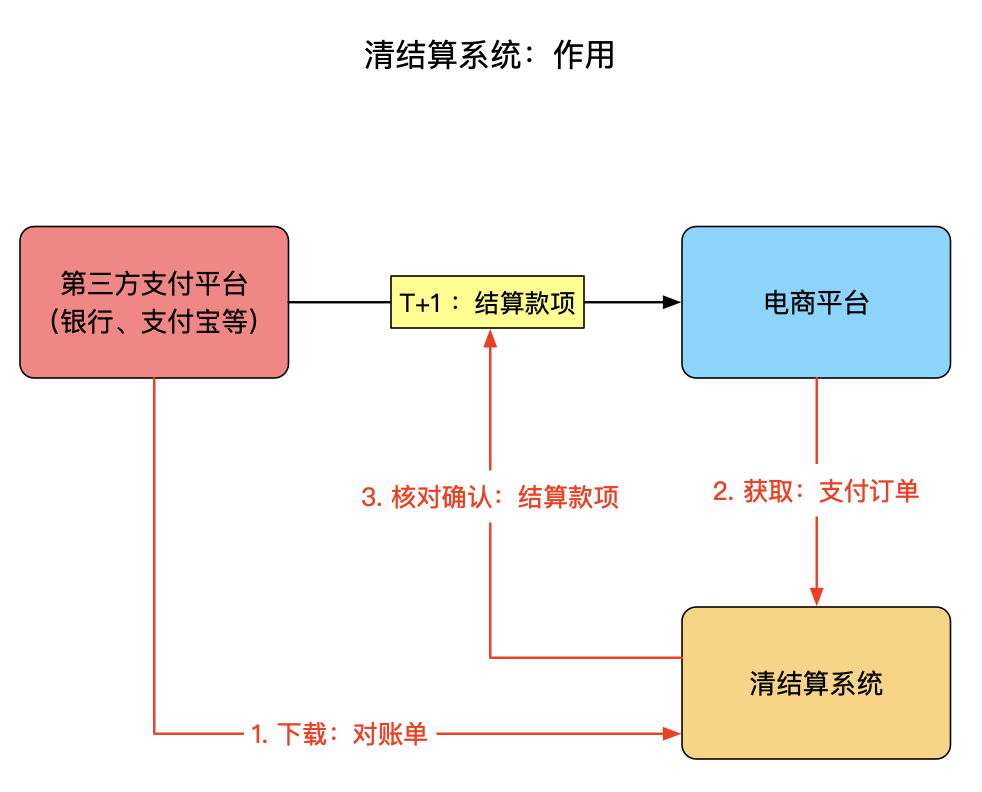 清结算系统：作用
第三方支付平台
(银行、支付宝等)
T+1 ：结算款项
电商平台
3. 核对确认：结算款项
2. 获取：支付订单
清结算系统
1. 下载：对账单